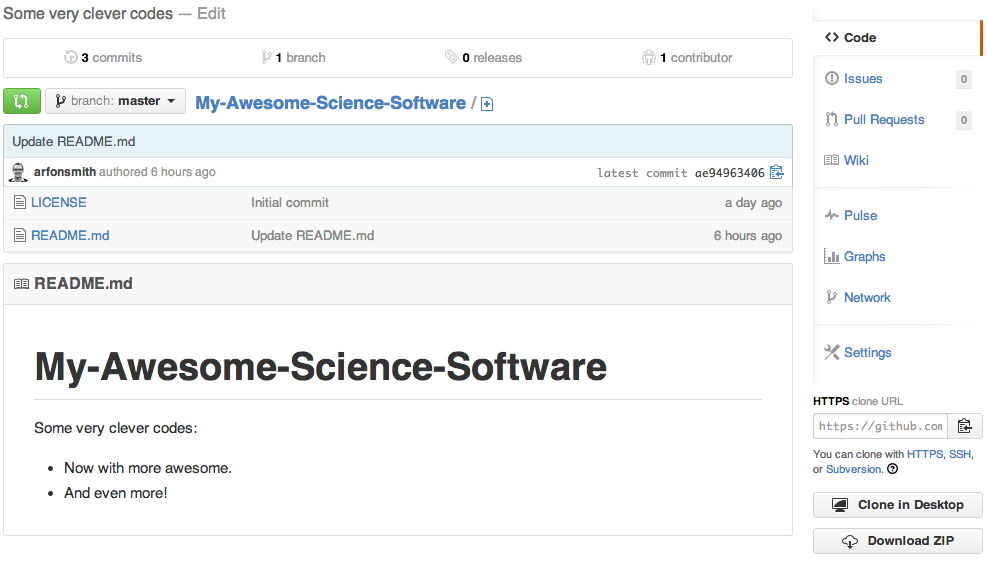 Some very clever codes — Edit
3 commits 1 branch 0 releases 1 contributor
branch: master My-Awesome-Science-Software /
Update README.md
arfonsmith authored 6 hours ago latest commit ae94963406
LICENSE Initial commit a day ago
README.md Update README.md 6 hours ago
README.md
My-Awesome-Science-Software
Some very clever codes:
• Now with more awesome.
• And even more!
Code
Issues 0
Pull Requests 0
Wiki
Pulse
Graphs
Network
Settings
HTTPS clone URL
https://github.com
You can clone with HTTPS, SSH,
or Subversion.
Clone in Desktop
Download ZIP